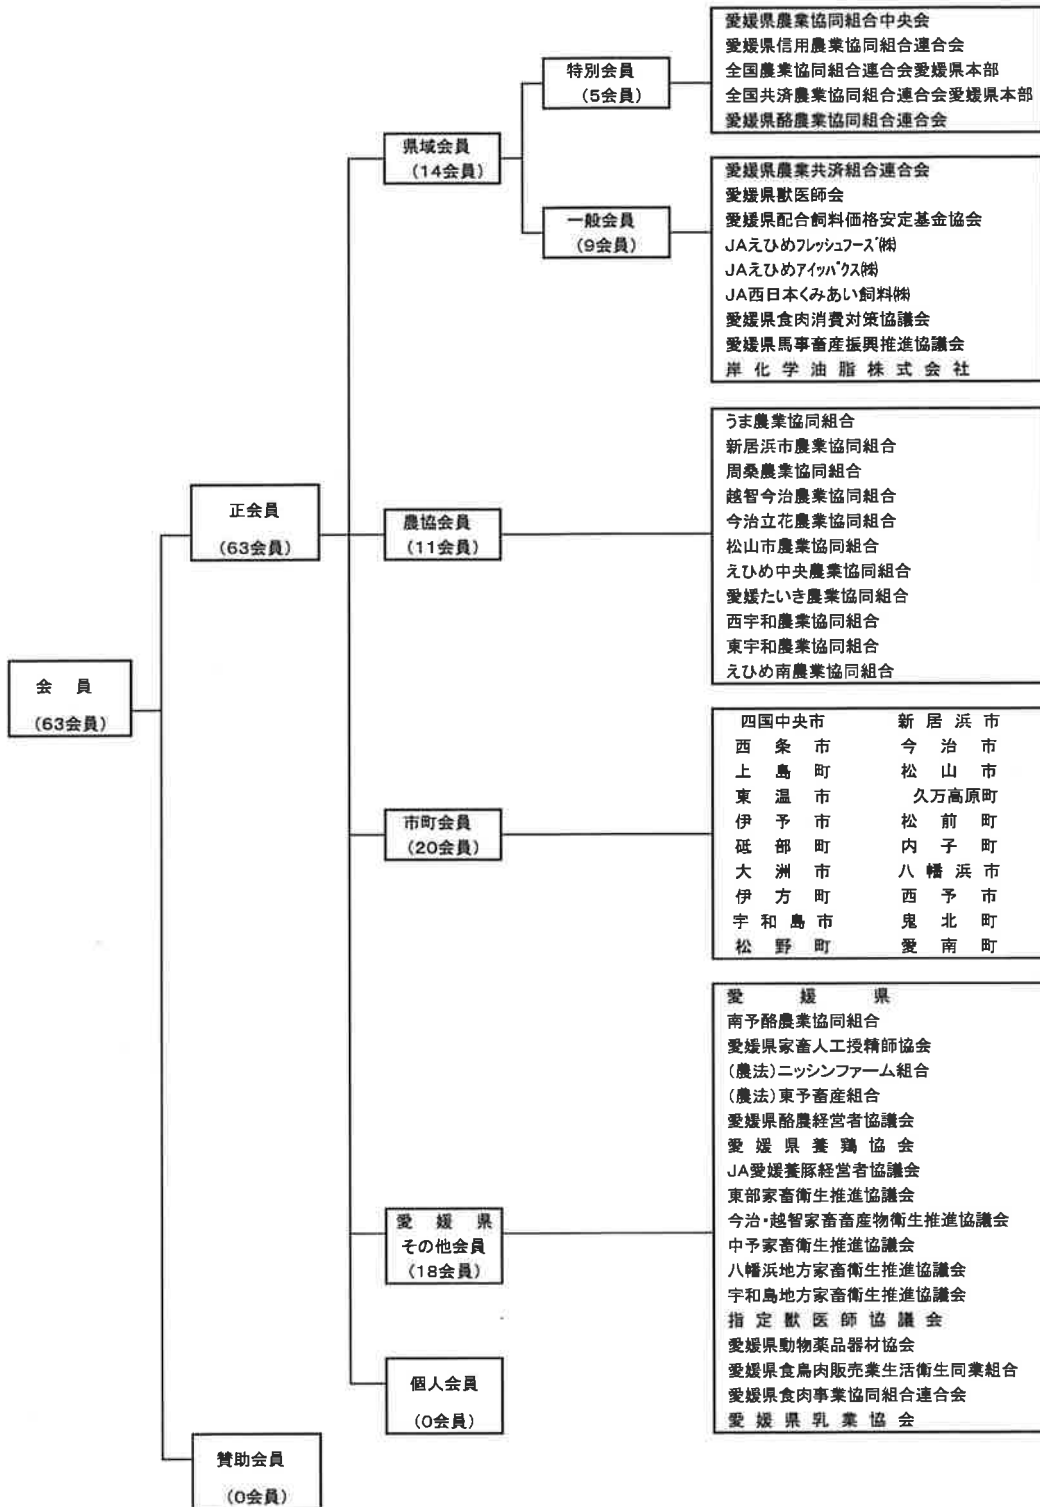 会 員
(63会員)
正会員
(63会員)
県域会員
(14会員)
特別会員
(5会員)
愛媛県農業協同組合中央会
愛媛県信用農業協同組合連合会
全国農業協同組合連合会愛媛県本部
全国共済農業協同組合連合会愛媛県本部
愛媛県酪農業協同組合連合会
一般会員
(9会員)
愛媛県農業共済組合連合会
愛媛県獣医師会
愛媛県配合飼料価格安定基金協会
JAえひめフレッシュフーズ㈱
JAえひめアイパックス㈱
JA西日本くみあい飼料㈱
愛媛県食肉消費対策協議会
愛媛県馬事畜産振興推進協議会
岸化学油脂株式会社
農協会員
(11会員)
うま農業協同組合
新居浜市農業協同組合
周桑農業協同組合
越智今治農業協同組合
今治立花農業協同組合
松山市農業協同組合
えひめ中央農業協同組合
愛媛たいき農業協同組合
西宇和農業協同組合
東宇和農業協同組合
えひめ南農業協同組合
市町会員
(20会員)
四国中央市 新居浜市
西条市 今治市
上島町 松山市
東温市 久万高原町
伊予市 松前町
砥部町 内子町
大洲市 八幡浜市
伊方町 西予市
宇和島市 鬼北町
松野町 愛南町
愛媛県
その他会員
(18会員)
愛媛県
南予酪農業協同組合
愛媛県家畜人工授精師協会
(農法)ニッシンファーム組合
(農法)東予畜産組合
愛媛県酪農経営者協議会
愛媛県養鶏協会
JA愛媛養豚経営者協議会
東部家畜衛生推進協議会
今治・越智家畜畜産物衛生推進協議会
中予家畜衛生推進協議会
八幡浜地方家畜衛生推進協議会
宇和島地方家畜衛生推進協議会
指定獣医師協議会
愛媛県動物薬品器材協会
愛媛県食鳥肉販売業生活衛生同業組合
愛媛県食肉事業協同組合連合会
愛媛県乳業協会
個人会員
(0会員)
賛助会員
(0会員)